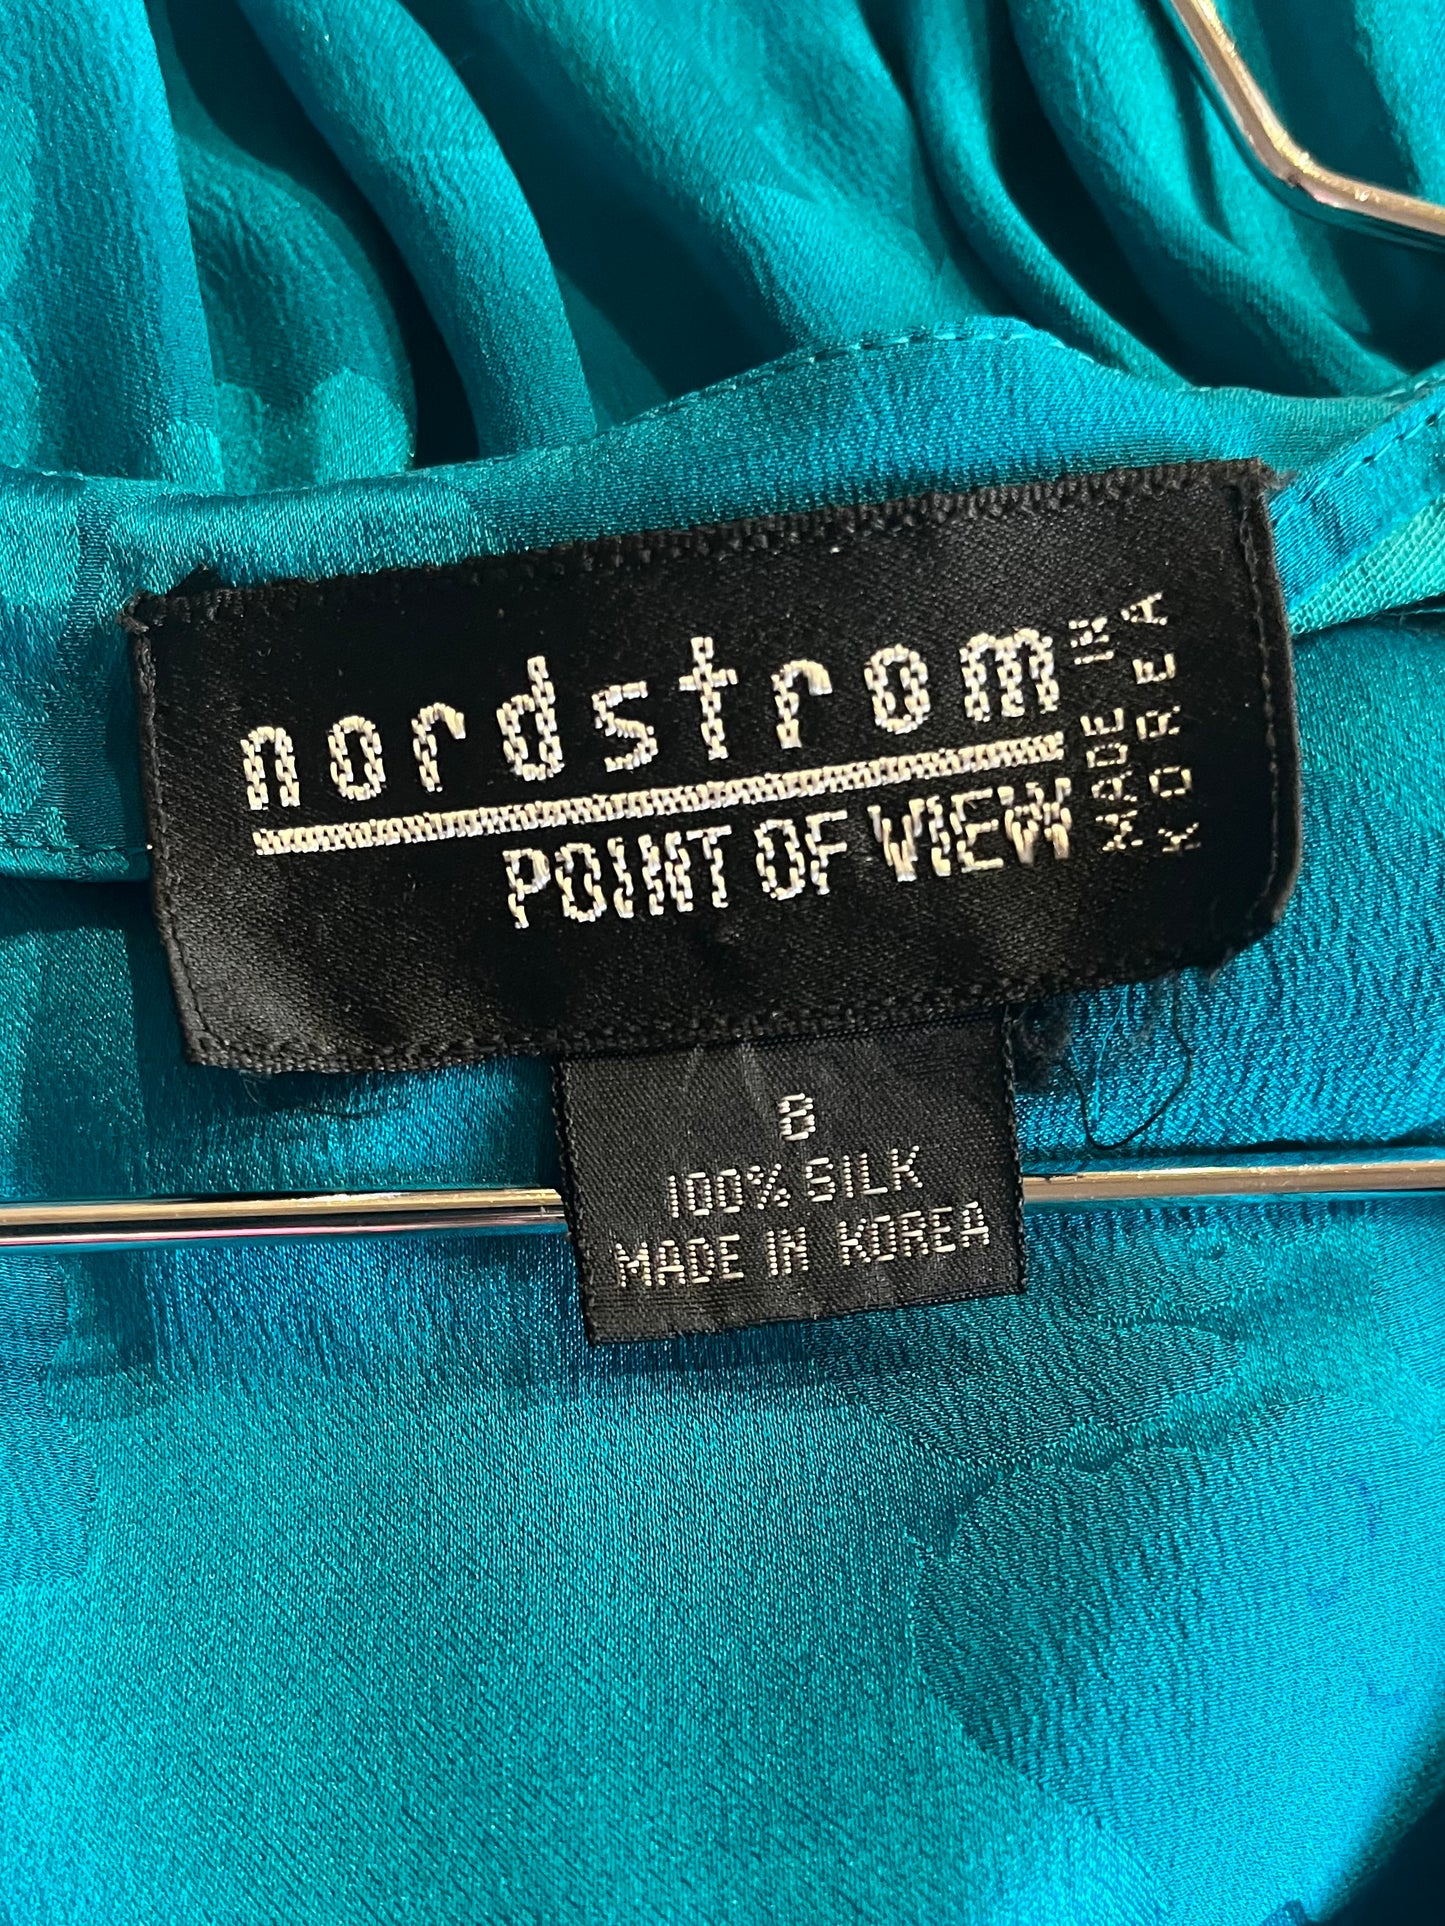 nordstrom
POINT OF VIEW
MADE IN
KOREA
8
100% SILK
MADE IN KOREA